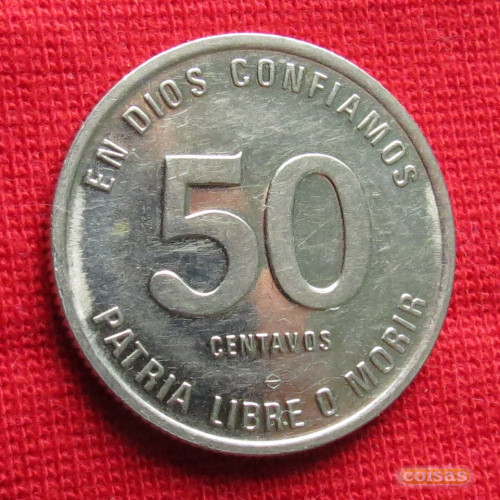 EN DIOS CONFIAMOS
50
CENTAVOS
PATRIA LIBRE O MORIR
coisas